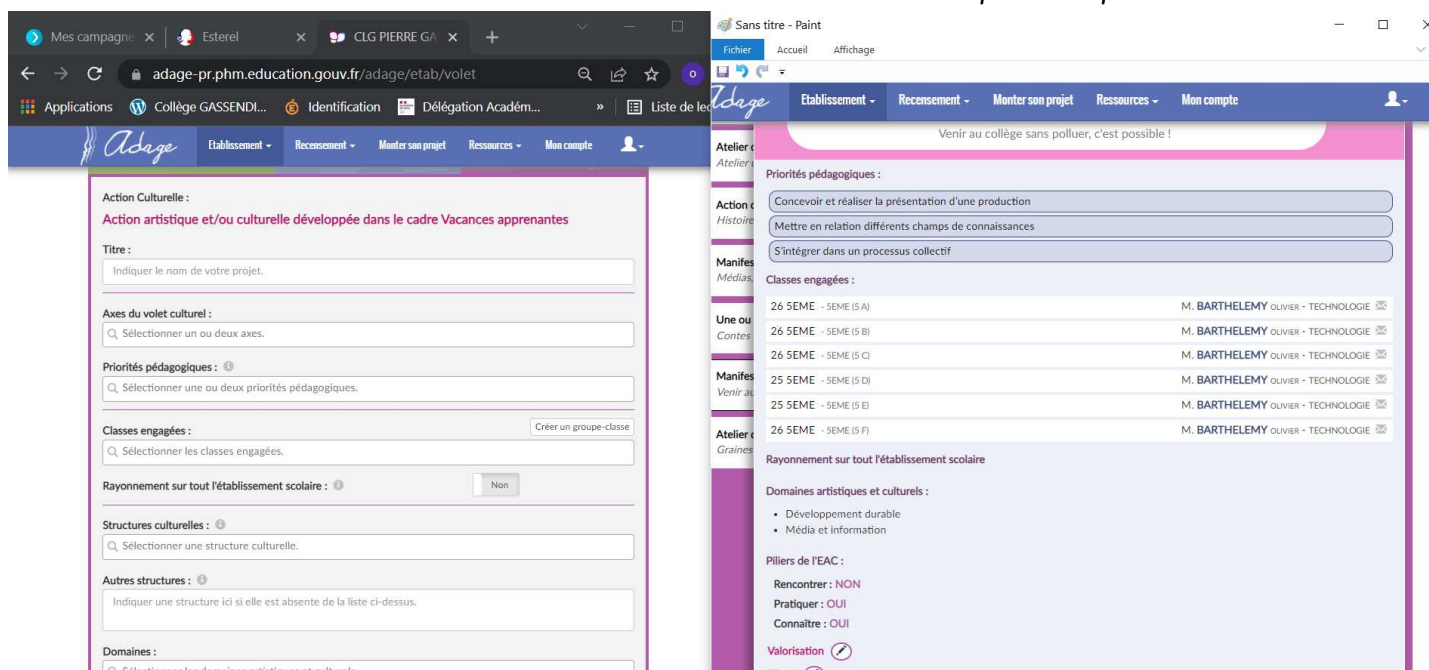 Sans titre - Paint
Mes campagn
Esterel
CLG PIERRE GA
Fichier Accueil Affichage
adage-pr.phm.education.gouv.fr/adage/etab/volet
Applications Collège GASSENDI... Identification Délégation Académ... » Liste de lec
adage Etablissement Recensement Monter son projet Ressources Mon compte
Action Culturelle :
Action artistique et/ou culturelle développée dans le cadre Vacances apprenantes
Titre :
Indiquer le nom de votre projet.
Axes du volet culturel :
Sélectionner un ou deux axes.
Priorités pédagogiques :
Sélectionner une ou deux priorités pédagogiques.
Classes engagées : Créer un groupe-classe
Sélectionner les classes engagées.
Rayonnement sur tout l'établissement scolaire : Non
Structures culturelles :
Sélectionner une structure culturelle.
Autres structures :
Indiquer une structure ici si elle est absente de la liste ci-dessus.
Domaines :
adage Etablissement Recensement Monter son projet Ressources Mon compte
Venir au collège sans polluer, c'est possible !
Atelier
Atelier
Action
Histoire
Manifes
Médias,
Une ou
Contes
Manifes
Venir au
Atelier
Graines
Priorités pédagogiques :
Concevoir et réaliser la présentation d'une production
Mettre en relation différents champs de connaissances
S'intégrer dans un processus collectif
Classes engagées :
26 5EME - 5EME (5 A) M. BARTHELEMY OLIVIER - TECHNOLOGIE
26 5EME - 5EME (5 B) M. BARTHELEMY OLIVIER - TECHNOLOGIE
26 5EME - 5EME (5 C) M. BARTHELEMY OLIVIER - TECHNOLOGIE
25 5EME - 5EME (5 D) M. BARTHELEMY OLIVIER - TECHNOLOGIE
25 5EME - 5EME (5 E) M. BARTHELEMY OLIVIER - TECHNOLOGIE
26 5EME - 5EME (5 F) M. BARTHELEMY OLIVIER - TECHNOLOGIE
Rayonnement sur tout l'établissement scolaire
Domaines artistiques et culturels :
• Développement durable
• Média et information
Piliers de l'EAC :
Rencontrer : NON
Pratiquer : OUI
Connaître : OUI
Valorisation